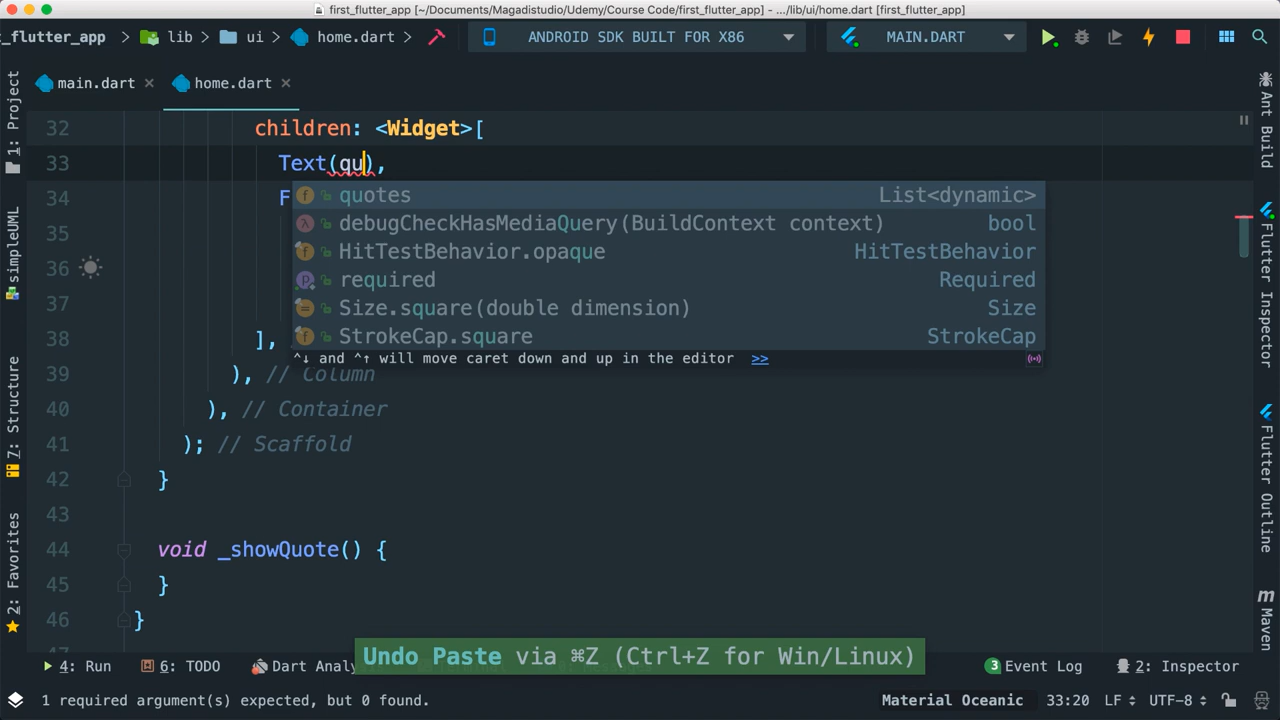 first_flutter_app [~/Documents/Magadistudio/Udemy/Course Code/first_flutter_app] - .../lib/ui/home.dart [first_flutter_app]
t_flutter_app lib ui home.dart ANDROID SDK BUILT FOR X86 MAIN.DART
main.dart home.dart
1: Project
simpleUML
7: Structure
2: Favorites
32 children: <Widget>[
33 Text(qu),
34 F
35
36
37
38 ],
39 ), // Column
40 ), // Container
41 ); // Scaffold
42 }
43
44 void _showQuote() {
45 }
46 }
quotes List<dynamic>
debugCheckHasMediaQuery(BuildContext context) bool
HitTestBehavior.opaque HitTestBehavior
required Required
Size.square(double dimension) Size
StrokeCap.square StrokeCap
^↓ and ^↑ will move caret down and up in the editor >>
Ant Build
Flutter Inspector
Flutter Outline
Maven
Undo Paste via ⌘Z (Ctrl+Z for Win/Linux)
4: Run 6: TODO Dart Analy 3 Event Log 2: Inspector
1 required argument(s) expected, but 0 found. Material Oceanic 33:20 LF UTF-8